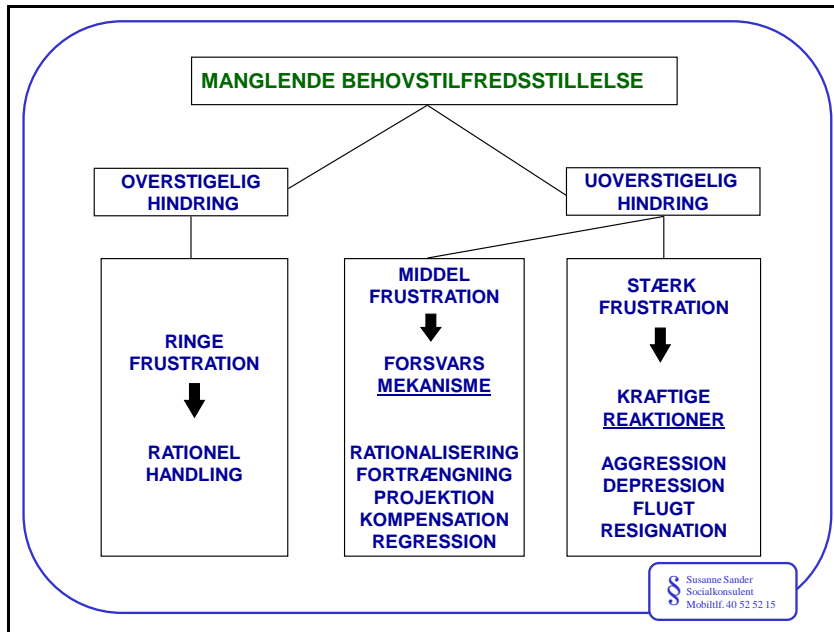 MANGLENDE BEHOVSTILFREDSSTILLELSE
OVERSTIGELIG
HINDRING
UOVERSTIGELIG
HINDRING
RINGE
FRUSTRATION
RATIONEL
HANDLING
MIDDEL
FRUSTRATION
FORSVARS
MEKANISME
RATIONALISERING
FORTRÆNGNING
PROJEKTION
KOMPENSATION
REGRESSION
STÆRK
FRUSTRATION
KRAFTIGE
REAKTIONER
AGGRESSION
DEPRESSION
FLUGT
RESIGNATION
§
Susanne Sander
Socialkonsulent
Mobiltlf. 40 52 52 15